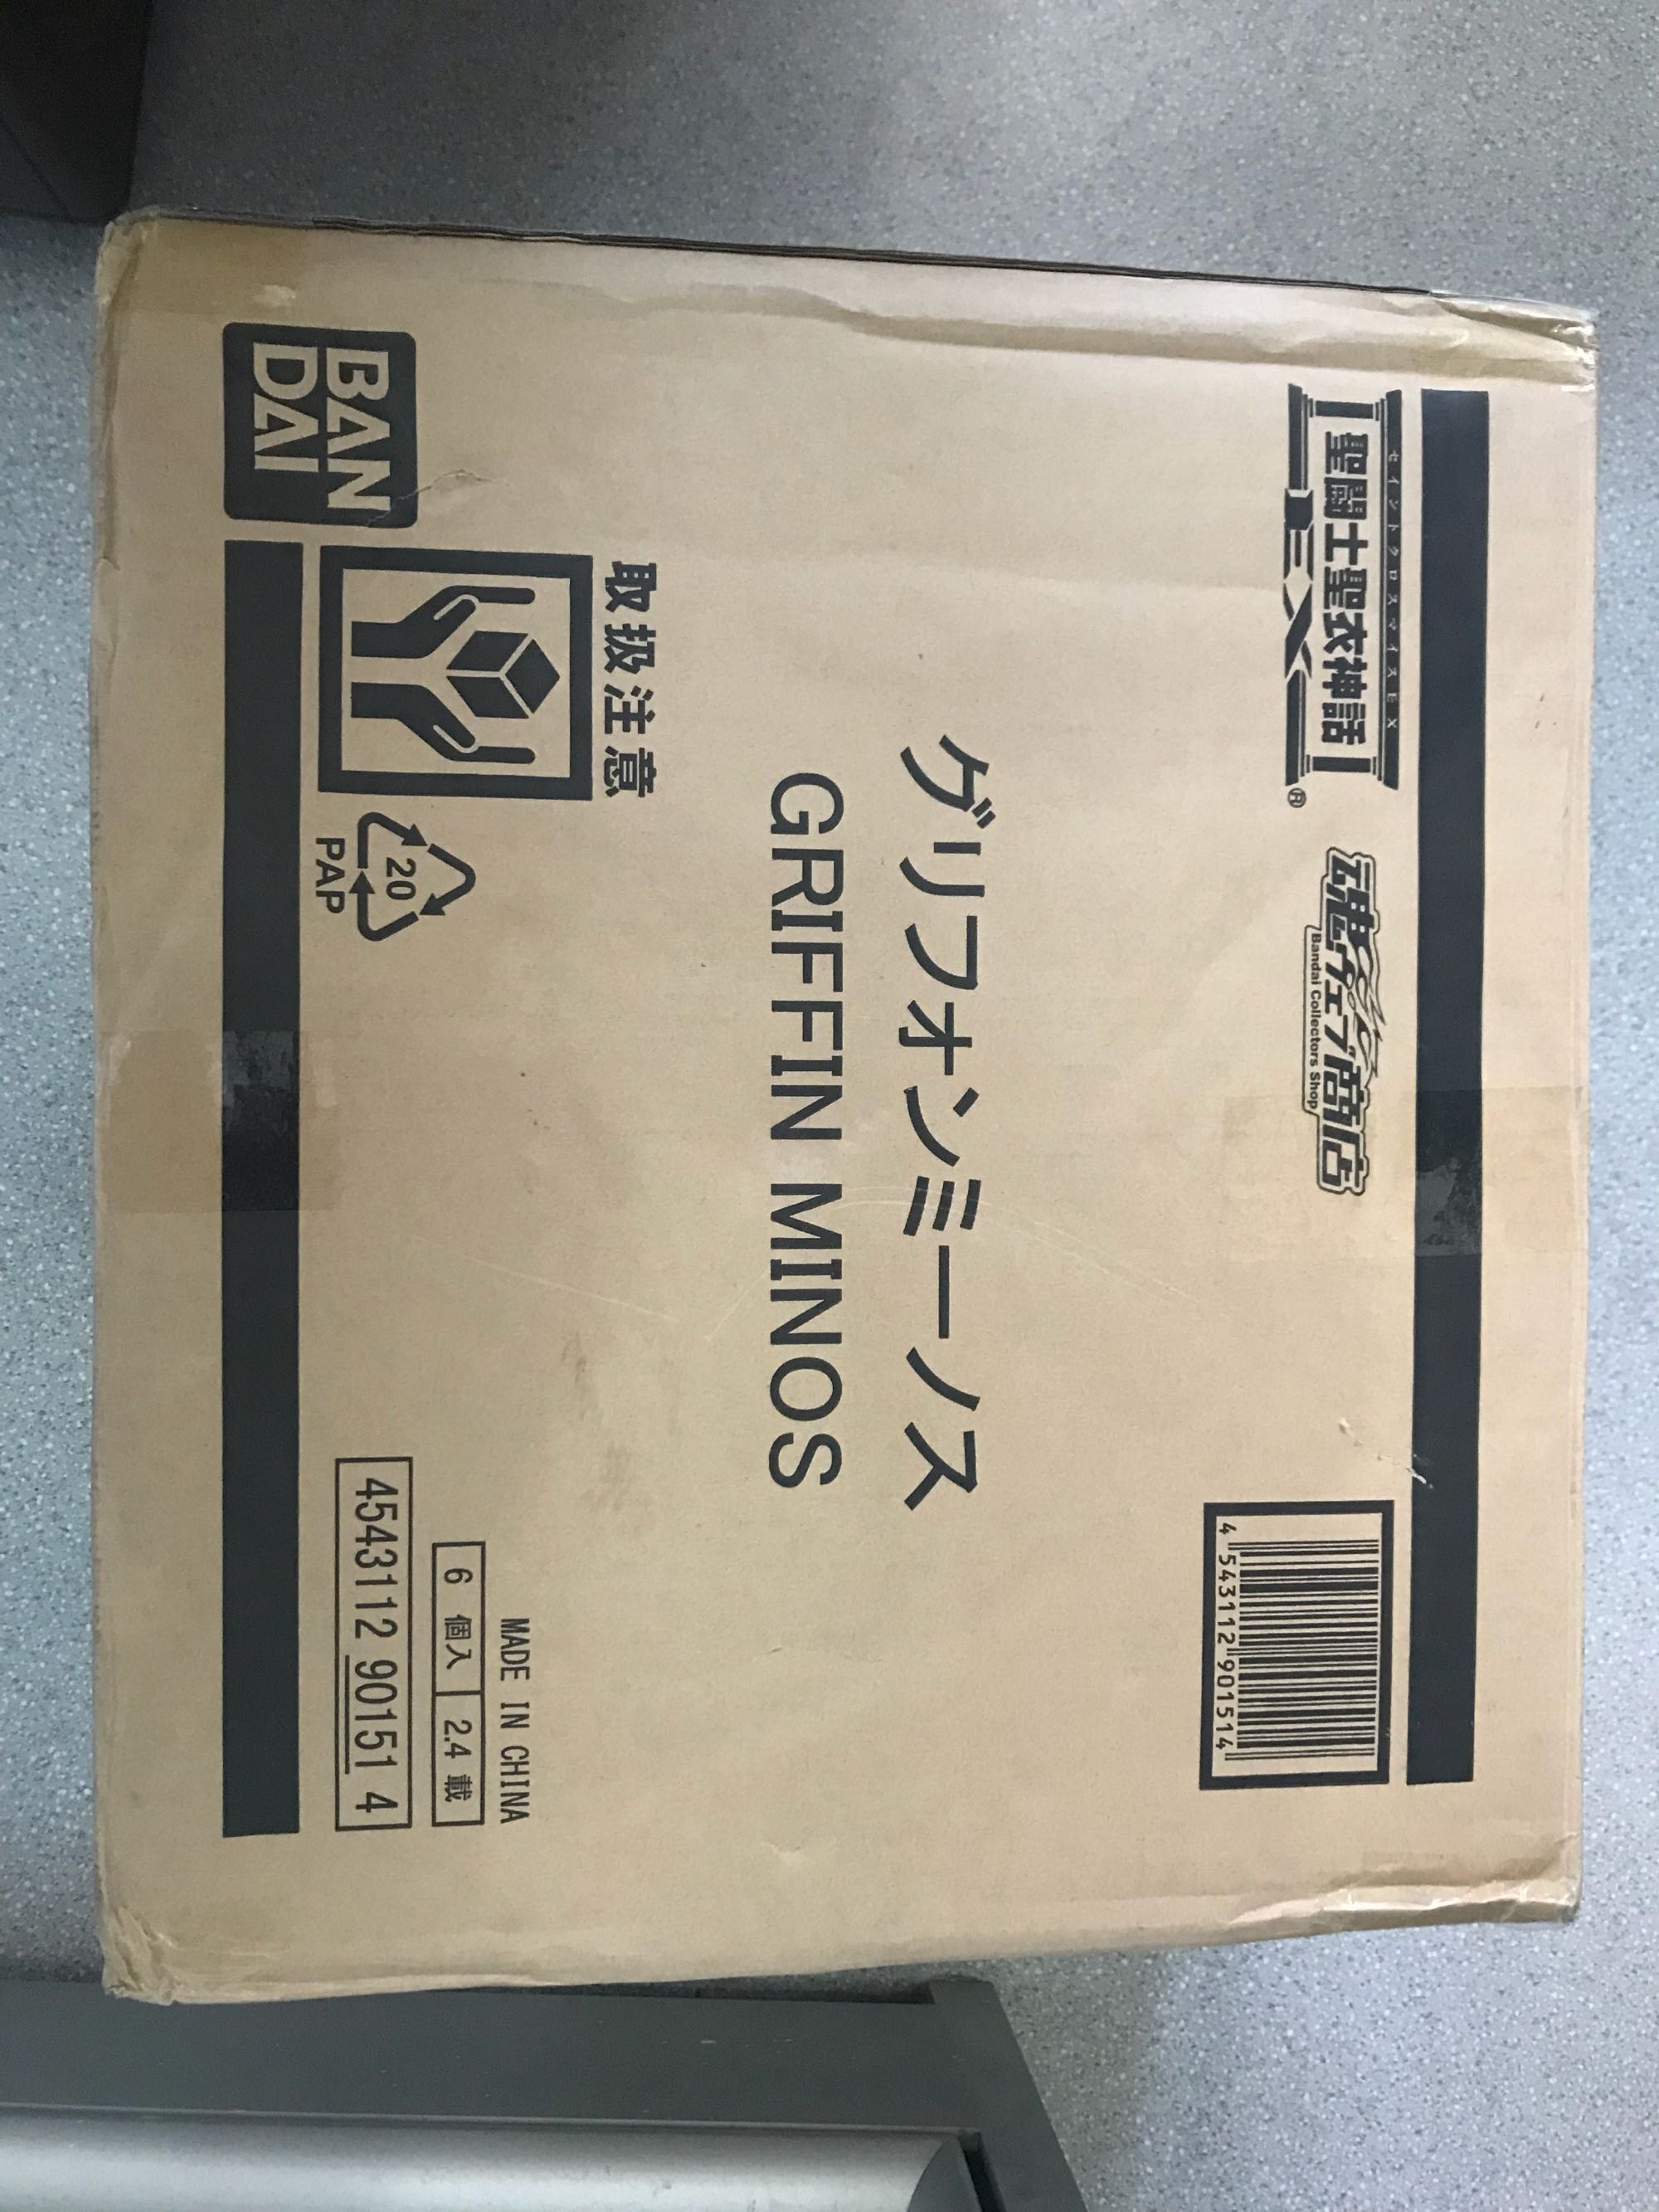 セイントクロスマイスEX
聖闘士聖衣神話
EX
®
魂ウェブ商店
Bandai Collectors Shop
4 543112 901514
グリフォンミーノス
GRIFFIN MINOS
取扱注意
BAN
DAI
20
PAP
MADE IN CHINA
6 個入 2.4 載
4543112 90151 4